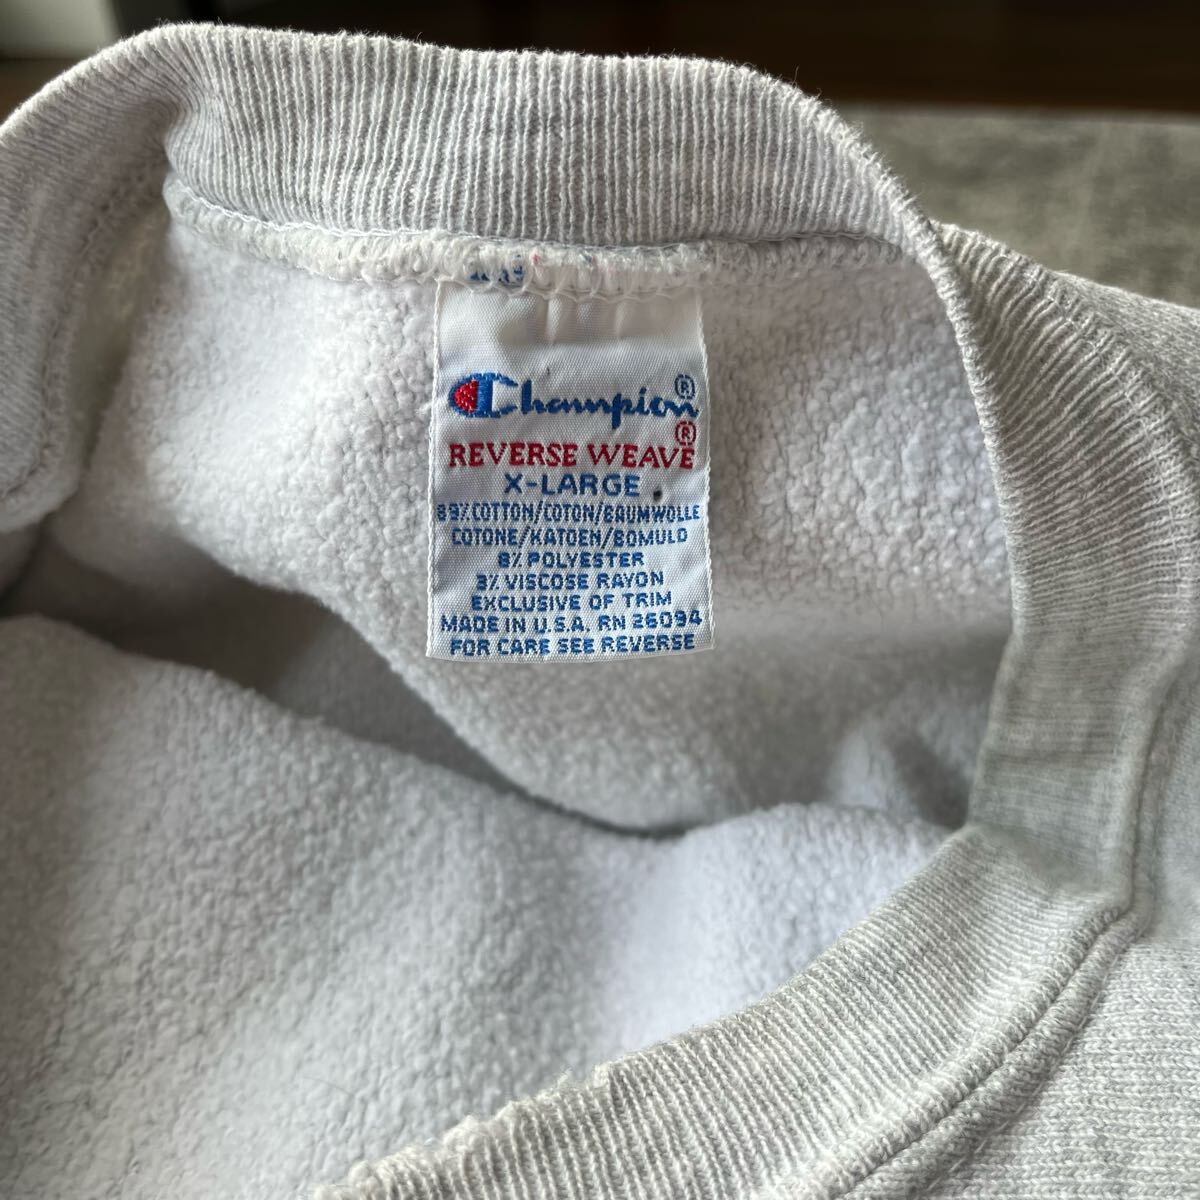 Champion®
REVERSE WEAVE®
X-LARGE
89% COTTON/COTON/BAUMWOLLE
COTONE/KATOEN/BOMULD
8% POLYESTER
3% VISCOSE RAYON
EXCLUSIVE OF TRIM
MADE IN U.S.A. RN 26094
FOR CARE SEE REVERSE